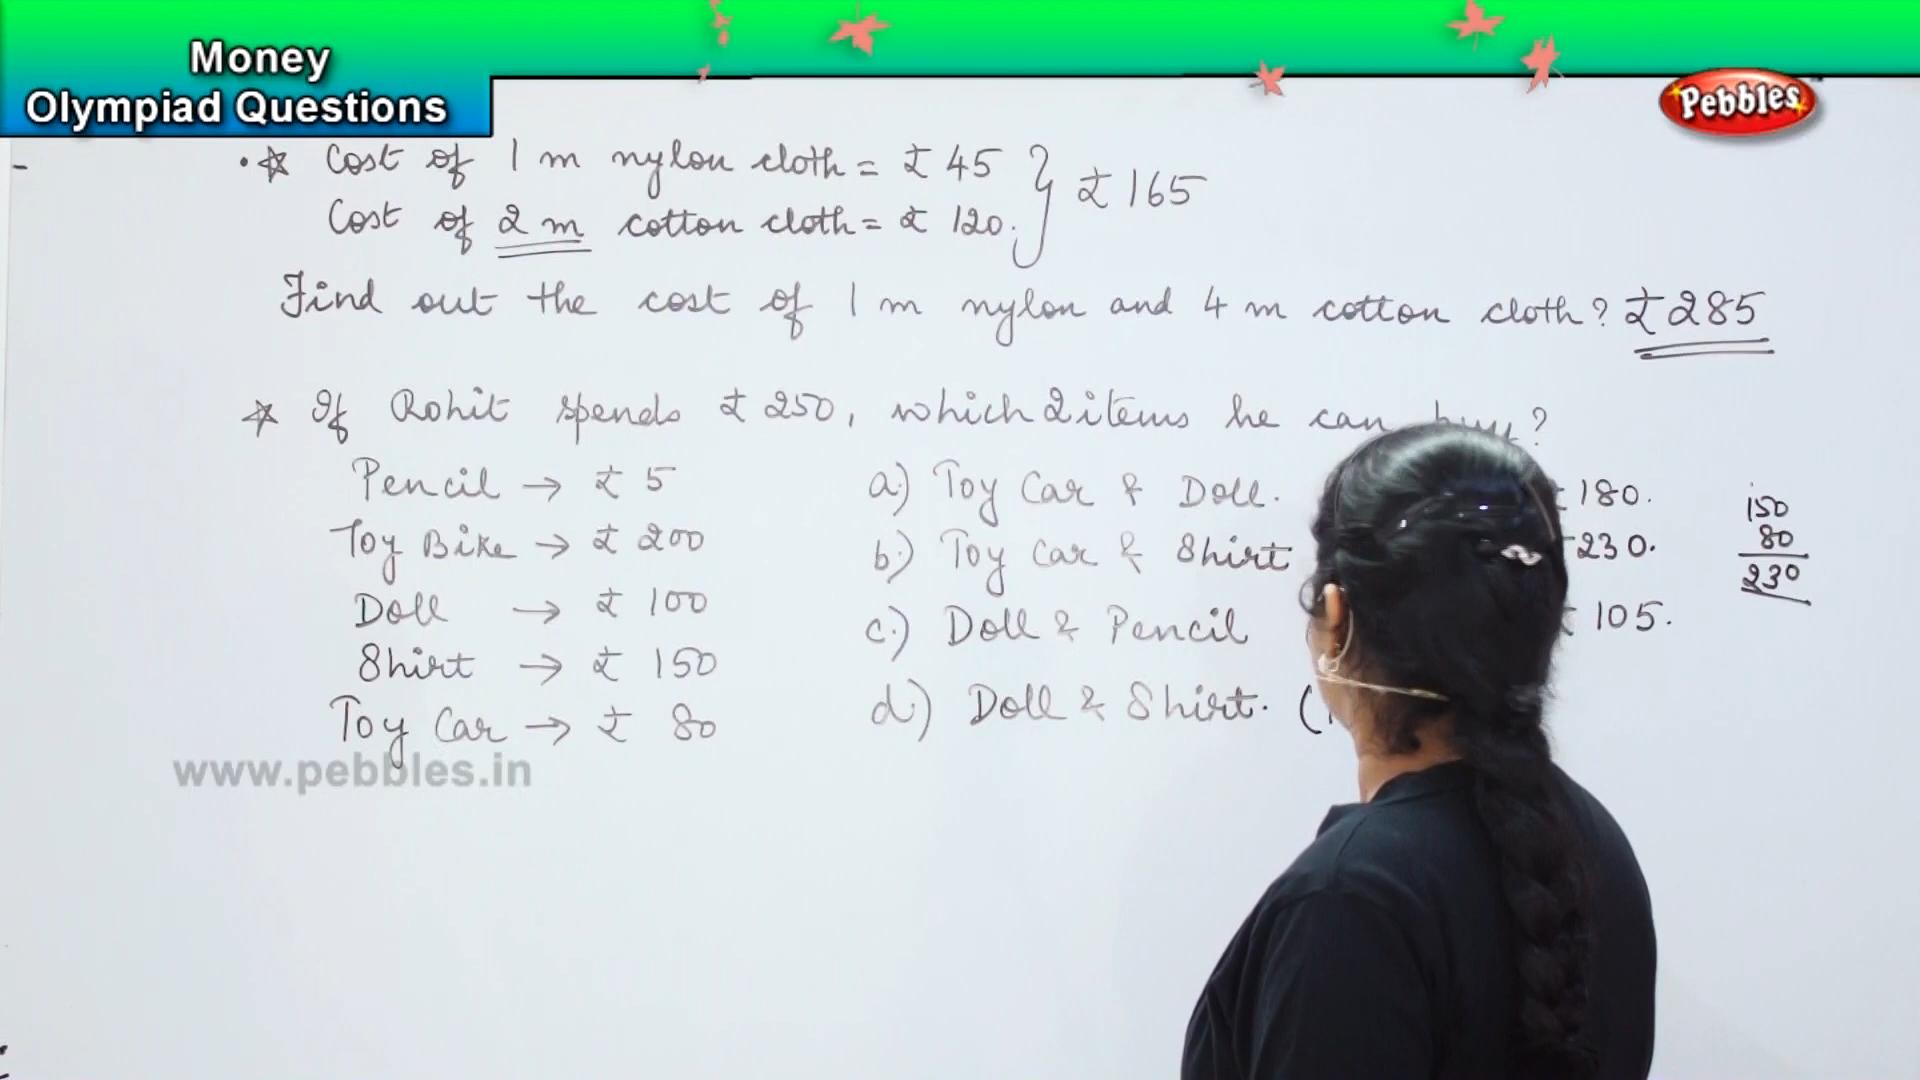 Money
Olympiad Questions
Pebbles
Cost of 1 m nylon cloth = ₹ 45
Cost of 2 m cotton cloth = ₹ 120.
₹ 165
Find out the cost of 1 m nylon and 4 m cotton cloth? ₹ 285
If Rohit spends ₹ 250, which 2 items he can ?
Pencil → ₹ 5
Toy Bike → ₹ 200
Doll → ₹ 100
Shirt → ₹ 150
Toy Car → ₹ 80
a.) Toy Car & Doll. 180.
b.) Toy Car & Shirt 230.
c.) Doll & Pencil 105.
d.) Doll & Shirt. (
150
80
230
www.pebbles.in